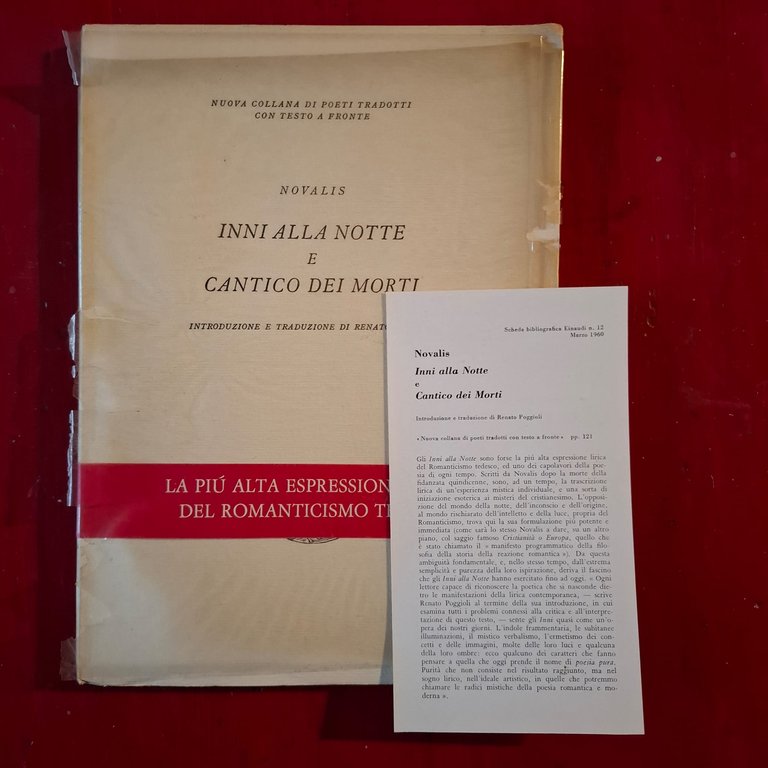 NUOVA COLLANA DI POETI TRADOTTI
CON TESTO A FRONTE
NOVALIS
INNI ALLA NOTTE
E
CANTICO DEI MORTI
INTRODUZIONE E TRADUZIONE DI RENATO
LA PIÚ ALTA ESPRESSION
DEL ROMANTICISMO TE
Scheda bibliografica Einaudi n. 12
Marzo 1960
Novalis
Inni alla Notte
e
Cantico dei Morti
Introduzione e traduzione di Renato Poggioli
« Nuova collana di poeti tradotti con testo a fronte » pp. 121
Gli Inni alla Notte sono forse la più alta espressione lirica
del Romanticismo tedesco, ed uno dei capolavori della poe-
sia di ogni tempo. Scritti da Novalis dopo la morte della
fidanzata quindicenne, sono, ad un tempo, la trascrizione
lirica di un'esperienza mistica individuale, e una sorta di
iniziazione esoterica ai misteri del cristianesimo. L'opposi-
zione del mondo della notte, dell'inconscio e dell'origine,
al mondo rischiarato dell'intelletto e della luce, propria del
Romanticismo, trova qui la sua formulazione più potente e
immediata (come sarà lo stesso Novalis a dare, su un altro
piano, col saggio famoso Cristianità o Europa, quello che
è stato chiamato il « manifesto programmatico della filo-
sofia della storia della reazione romantica »). Da questa
ambiguità fondamentale, e, nello stesso tempo, dall'estrema
semplicità e purezza della loro ispirazione, deriva il fascino
che gli Inni alla Notte hanno esercitato fino ad oggi. « Ogni
lettore capace di riconoscere la poetica che si nasconde die-
tro le manifestazioni della lirica contemporanea, — scrive
Renato Poggioli al termine della sua introduzione, in cui
esamina tutti i problemi connessi alla critica e all'interpre-
tazione di questo testo, — sente gli Inni quasi come un'o-
pera dei nostri giorni. L'indole frammentaria, le subitanee
illuminazioni, il mistico verbalismo, l'ermetismo dei con-
cetti e delle immagini, molte delle loro luci e qualcuna
della loro ombre: ecco qualcuno dei caratteri che fanno
pensare a quella che oggi prende il nome di poesia pura.
Purità che non consiste nel risultato raggiunto, ma nel
sogno lirico, nell'ideale artistico, in quelle che potremmo
chiamare le radici mistiche della poesia romantica e mo-
derna ».